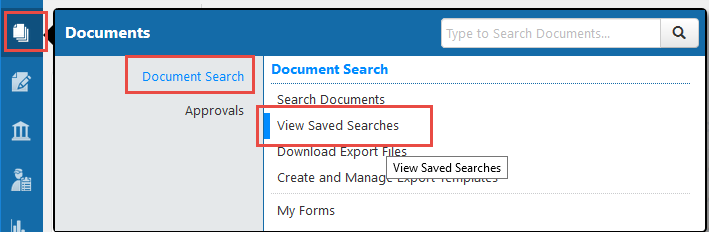 Documents
Type to Search Documents...
Document Search
Approvals
Document Search
Search Documents
View Saved Searches
Download Export Files
View Saved Searches
Create and Manage Export Templates
My Forms